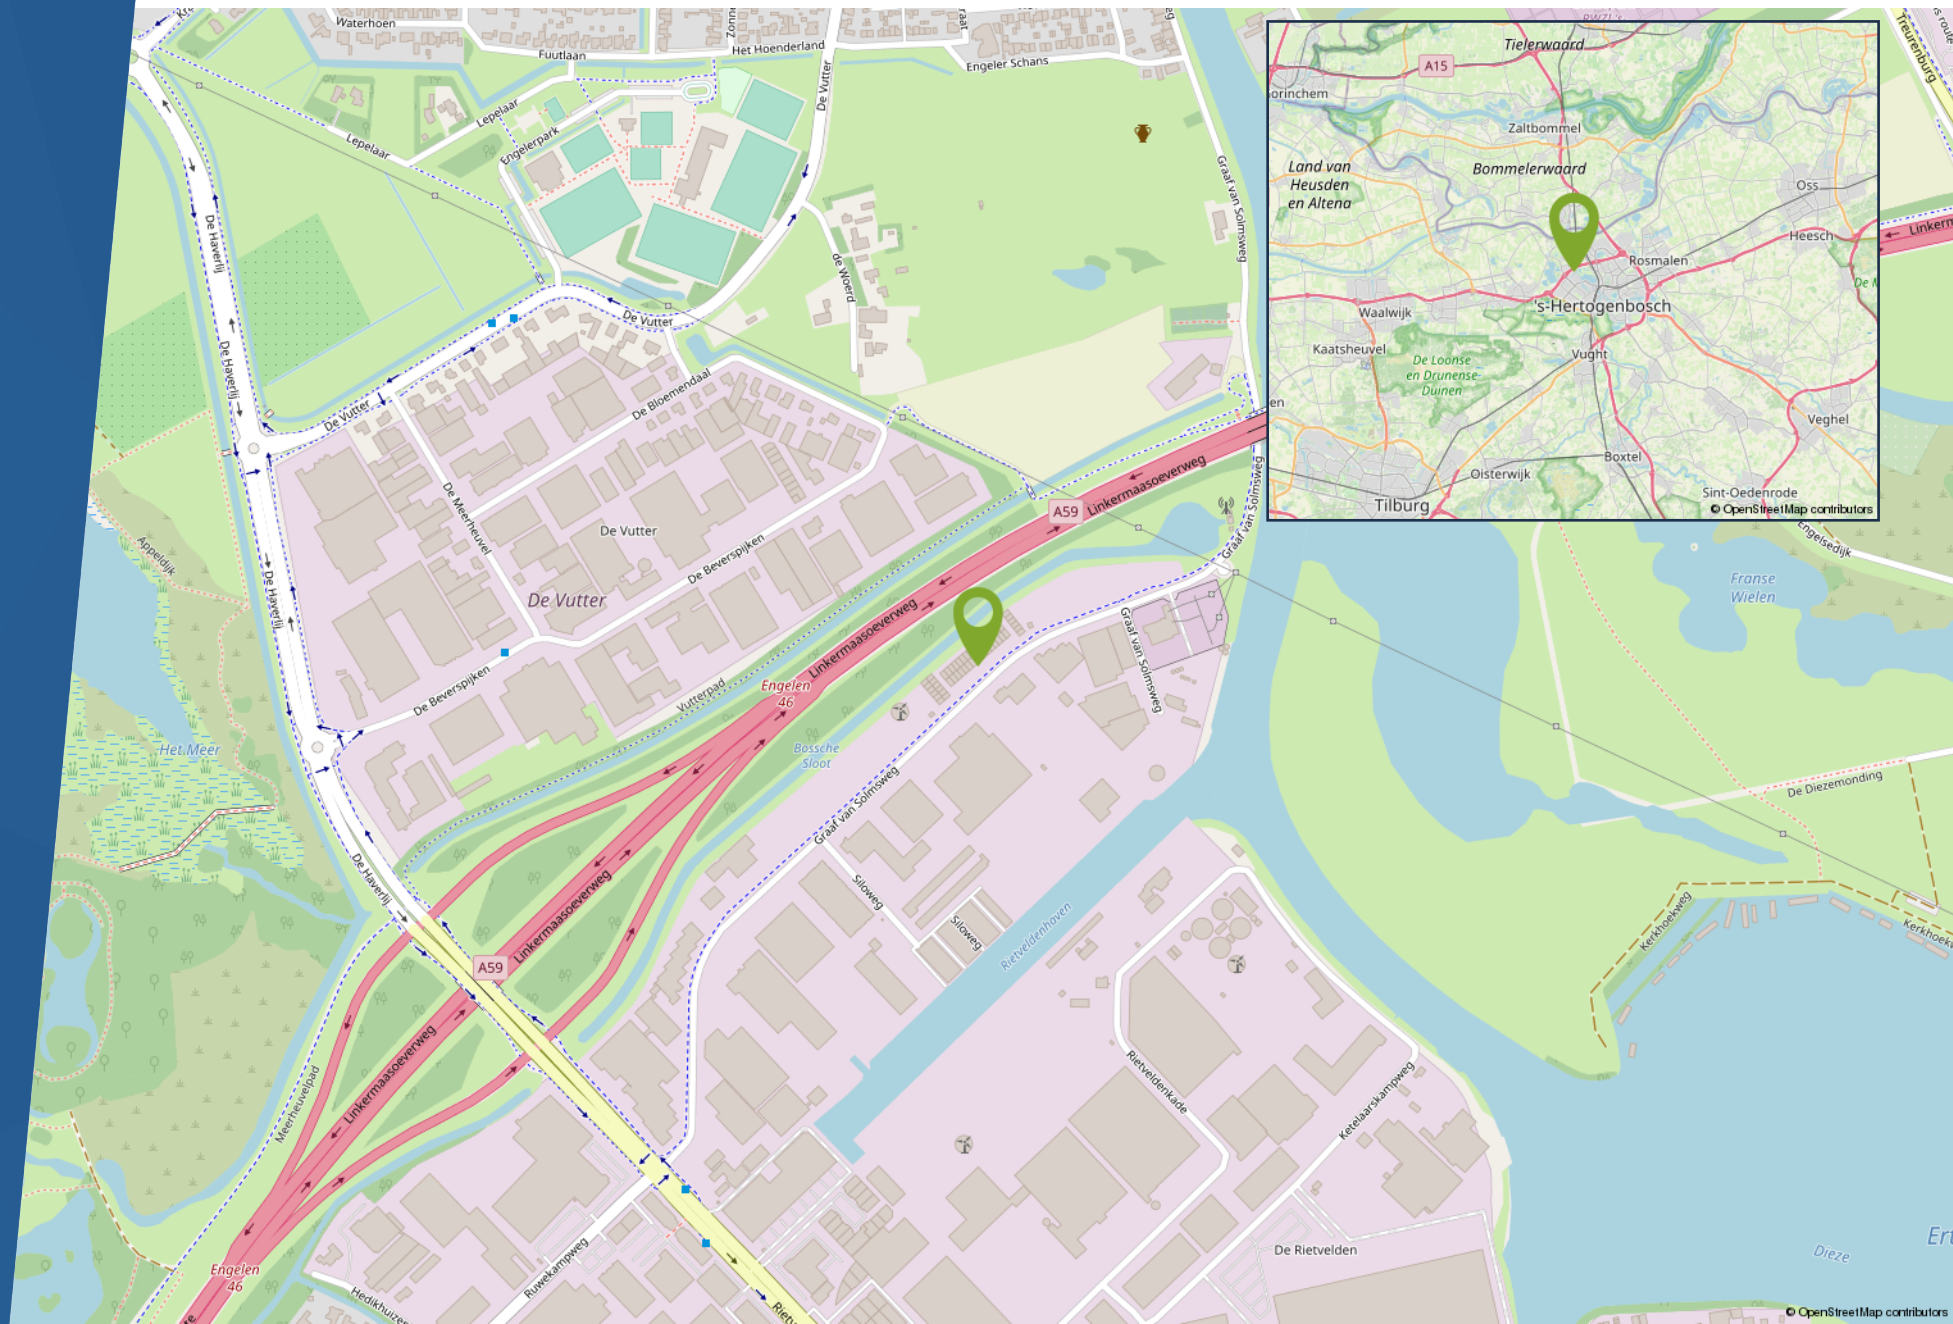 Waterhoen
Fuutlaan
Het Hoenderland
De Vutter
Engeler Schans
Lepelaar
Lepelaar
Engelerpark
Graaf van Solmsweg
de Woerd
De Haverlij
De Haverlij
De Vutter
De Vutter
De Bloemendaal
De Meerheuvel
De Vutter
De Beverspijken
De Vutter
De Haverlij
De Beverspijken
Vutterpad
Linkermaasoeverweg
A59
Linkermaasoeverweg
Engelen
46
Graaf van Solmsweg
Graaf van Solmsweg
Bossche
Sloot
Graaf van Solmsweg
Appeldijk
Het Meer
De Haverlij
Siloweg
Siloweg
Rietveldenhaven
Linkermaasoeverweg
A59
Linkermaasoeverweg
Meerheuvelpad
Engelen
46
Ruwekampweg
Rietveldenkade
Ketelaarskampweg
De Rietvelden
Dieze
Kerkhoekweg
De Diezemonding
Franse
Wielen
Engelsedijk
Treurenburg
Tielerwaard
A15
Zaltbommel
Bommelerwaard
Land van
Heusden
en Altena
Oss
Heesch
Rosmalen
's-Hertogenbosch
Waalwijk
Kaatsheuvel
De Loonse
en Drunense
Duinen
Vught
Veghel
Boxtel
Oisterwijk
Sint-Oedenrode
Tilburg
© OpenStreetMap contributors
© OpenStreetMap contributors